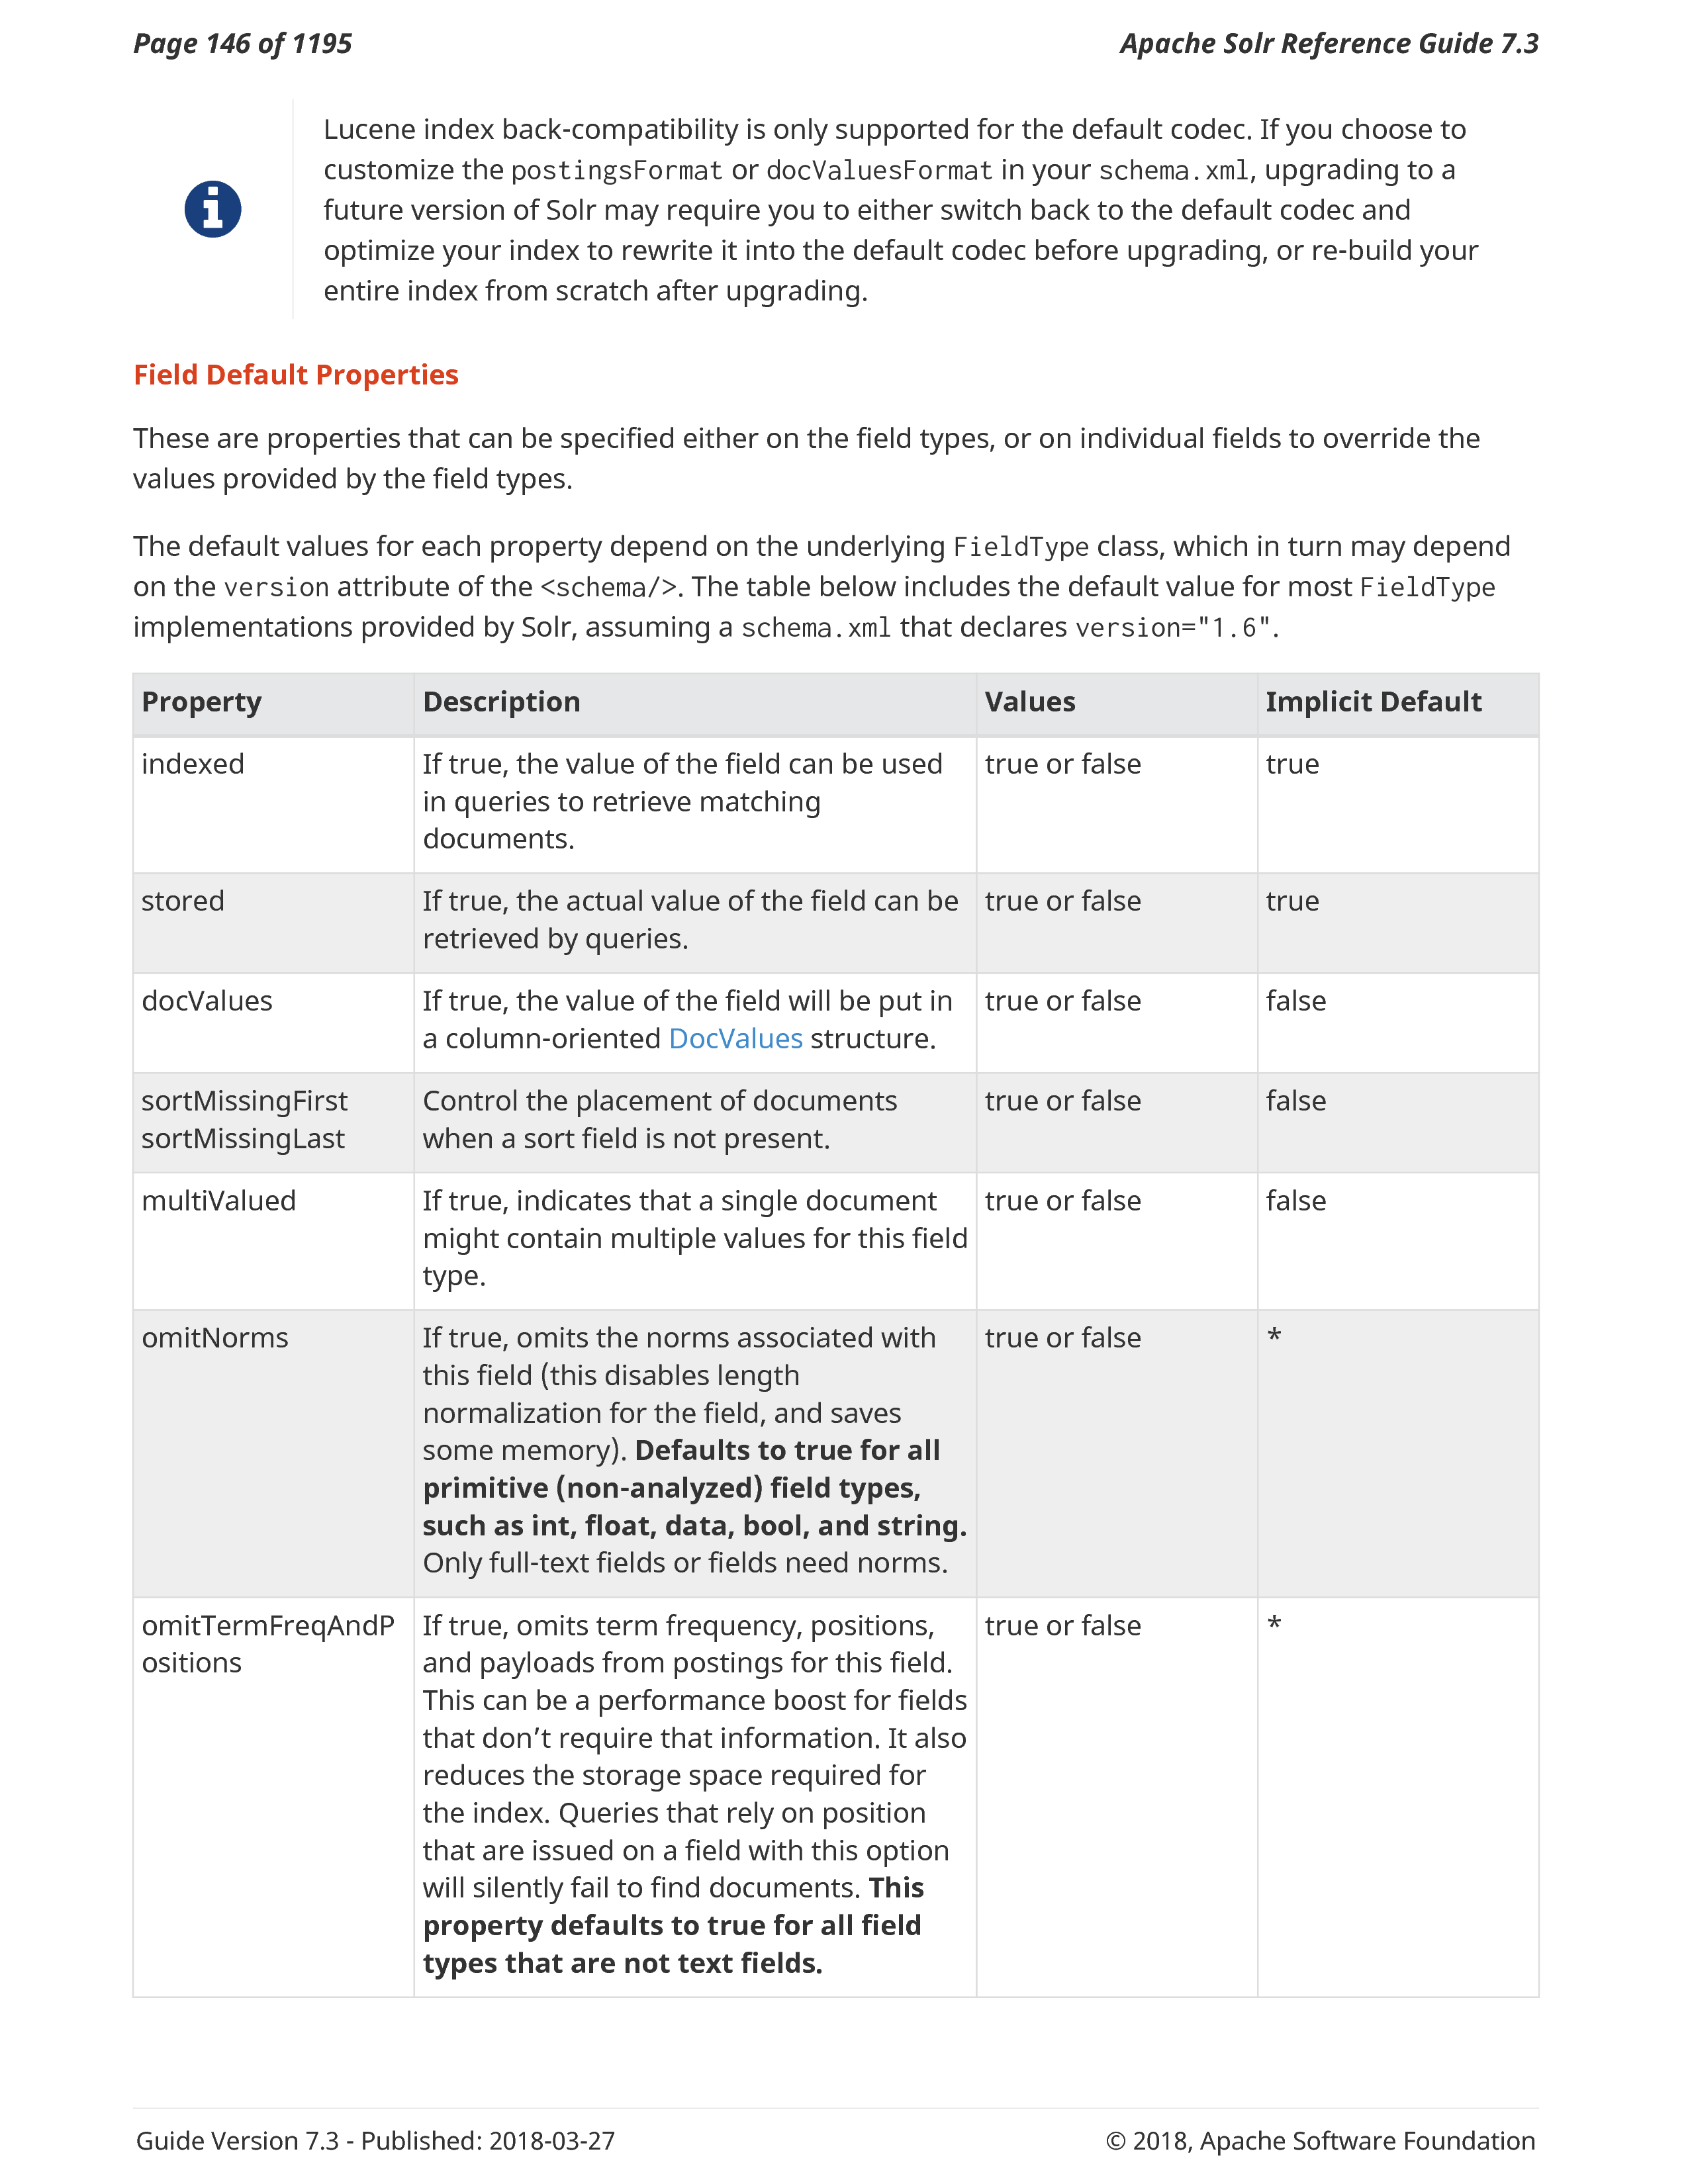 Page 146 of 1195
Apache Solr Reference Guide 7.3
Lucene index back-compatibility is only supported for the default codec. If you choose to
customize the postingsFormat or docValuesFormat in your schema.xml, upgrading to a
future version of Solr may require you to either switch back to the default codec and
optimize your index to rewrite it into the default codec before upgrading, or re-build your
entire index from scratch after upgrading.
Field Default Properties
These are properties that can be specified either on the field types, or on individual fields to override the
values provided by the field types.
The default values for each property depend on the underlying FieldType class, which in turn may depend
on the version attribute of the <schema/>. The table below includes the default value for most FieldType
implementations provided by Solr, assuming a schema.xml that declares version="1.6".
Property
Description
Values
Implicit Default
indexed
If true, the value of the field can be used
in queries to retrieve matching
documents.
true or false
true
stored
If true, the actual value of the field can be
retrieved by queries.
true or false
true
docValues
If true, the value of the field will be put in
a column-oriented DocValues structure.
true or false
false
sortMissingFirst
sortMissingLast
Control the placement of documents
when a sort field is not present.
true or false
false
multiValued
If true, indicates that a single document
might contain multiple values for this field
type.
true or false
false
omitNorms
If true, omits the norms associated with
this field (this disables length
normalization for the field, and saves
some memory). Defaults to true for all
primitive (non-analyzed) field types,
such as int, float, data, bool, and string.
Only full-text fields or fields need norms.
true or false
*
omitTermFreqAndP
ositions
If true, omits term frequency, positions,
and payloads from postings for this field.
This can be a performance boost for fields
that don’t require that information. It also
reduces the storage space required for
the index. Queries that rely on position
that are issued on a field with this option
will silently fail to find documents. This
property defaults to true for all field
types that are not text fields.
true or false
*
Guide Version 7.3 - Published: 2018-03-27
© 2018, Apache Software Foundation